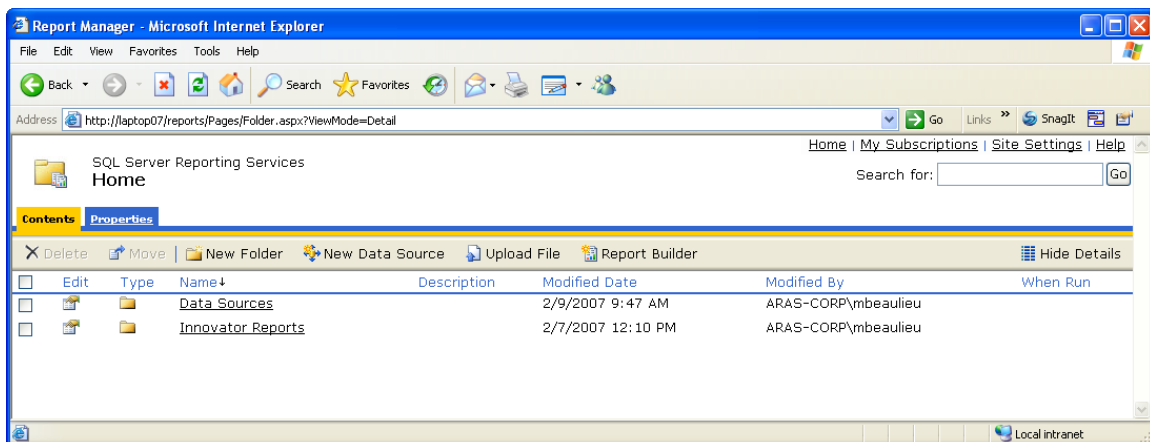 Report Manager - Microsoft Internet Explorer
File Edit View Favorites Tools Help
Back Search Favorites
Address http://laptop07/reports/Pages/Folder.aspx?ViewMode=Detail Go Links » SnagIt
Home | My Subscriptions | Site Settings | Help
SQL Server Reporting Services
Home
Search for: Go
Contents Properties
Delete Move | New Folder New Data Source Upload File Report Builder Hide Details
Edit Type Name↓ Description Modified Date Modified By When Run
Data Sources 2/9/2007 9:47 AM ARAS-CORP\mbeaulieu
Innovator Reports 2/7/2007 12:10 PM ARAS-CORP\mbeaulieu
Local intranet